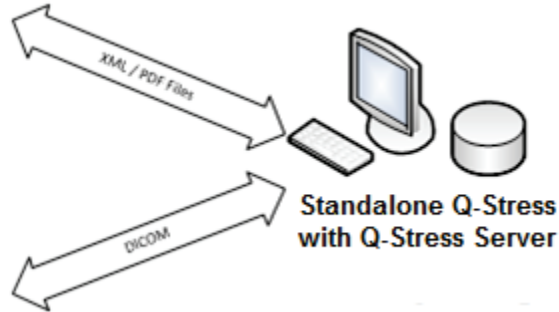 XML / PDF Files
Standalone Q-Stress
with Q-Stress Server
DICOM